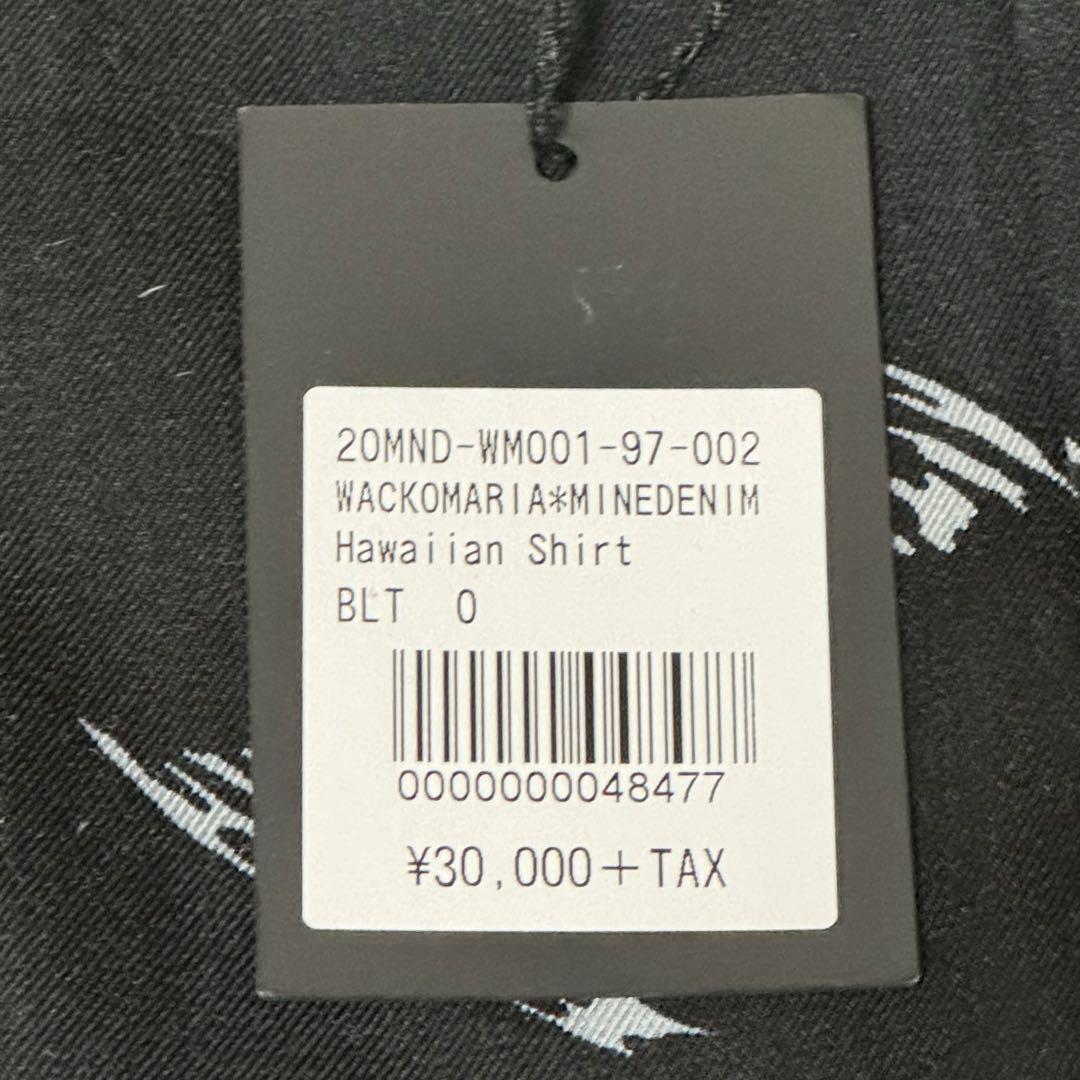 20MND-WM001-97-002
WACKOMARIA*MINEDENIM
Hawaiian Shirt
BLT 0
0000000048477
¥30,000+TAX